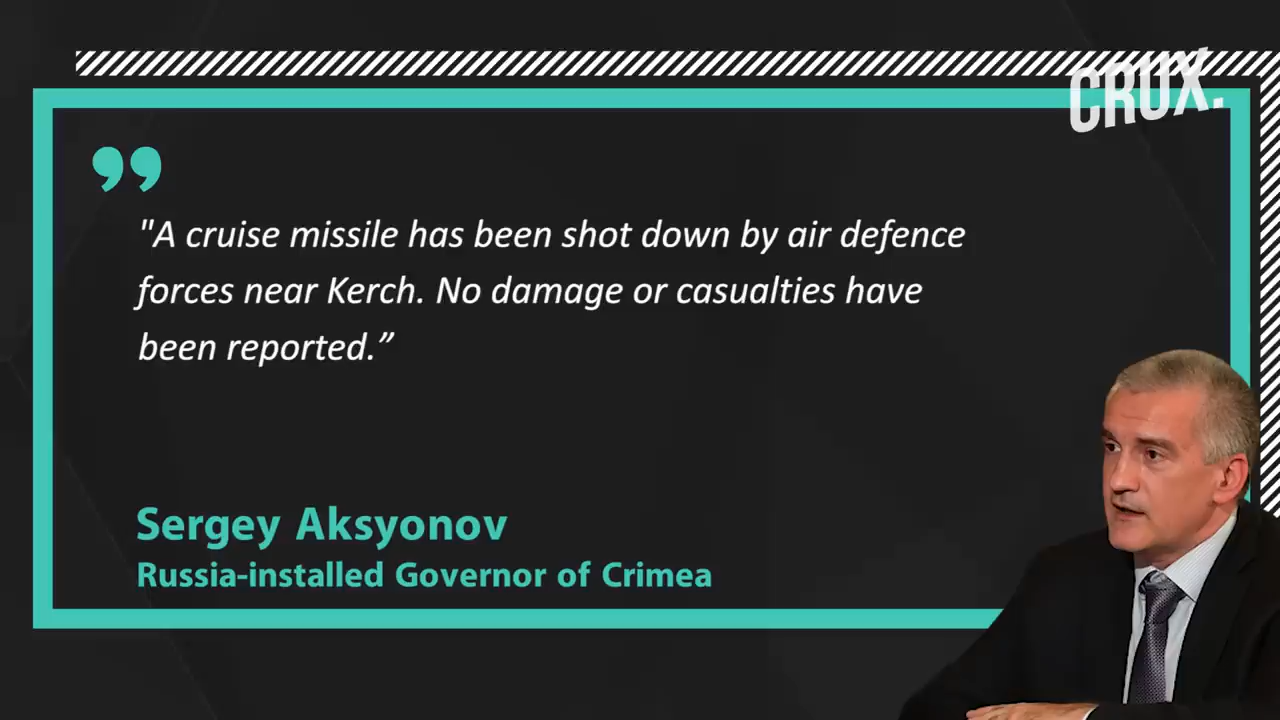 CRUX.
"A cruise missile has been shot down by air defence
forces near Kerch. No damage or casualties have
been reported.”
Sergey Aksyonov
Russia-installed Governor of Crimea